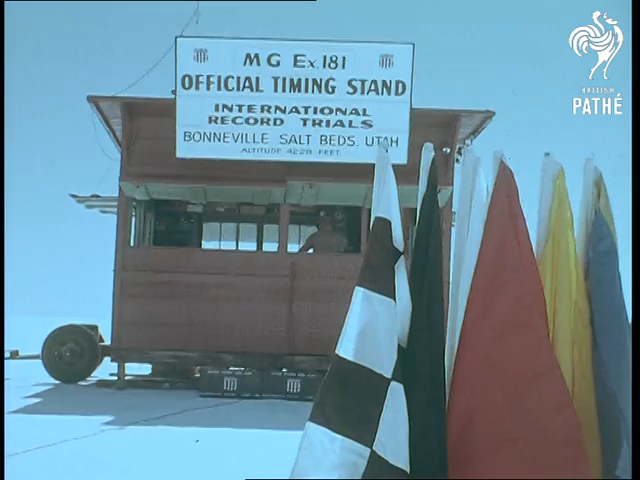 MG Ex.181
OFFICIAL TIMING STAND
INTERNATIONAL
RECORD TRIALS
BONNEVILLE SALT BEDS. UTAH
ALTITUDE 4228 FEET.
BRITISH
PATHÉ